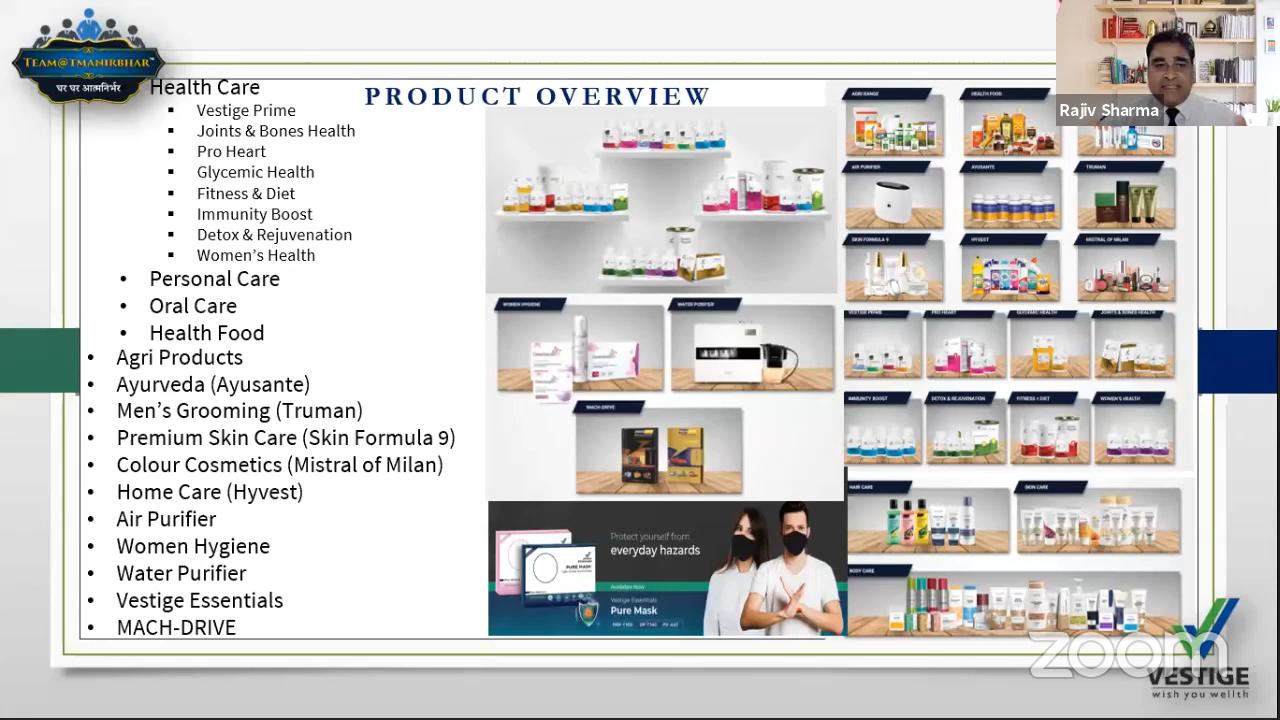 TEAM@TMANIRBHAR™
घर घर आत्मनिर्भर
PRODUCT OVERVIEW
Rajiv Sharma
Health Care
▪ Vestige Prime
▪ Joints & Bones Health
▪ Pro Heart
▪ Glycemic Health
▪ Fitness & Diet
▪ Immunity Boost
▪ Detox & Rejuvenation
▪ Women’s Health
• Personal Care
• Oral Care
• Health Food
• Agri Products
• Ayurveda (Ayusante)
• Men’s Grooming (Truman)
• Premium Skin Care (Skin Formula 9)
• Colour Cosmetics (Mistral of Milan)
• Home Care (Hyvest)
• Air Purifier
• Women Hygiene
• Water Purifier
• Vestige Essentials
• MACH-DRIVE
WOMEN HYGIENE
WATER PURIFIER
MACH-DRIVE
Protect yourself from
everyday hazards
Available Now
Vestige Essentials
Pure Mask
PURE MASK
AGRI RANGE
HEALTH FOOD
AIR PURIFIER
AYUSANTE
TRUMAN
SKIN FORMULA 9
HYVEST
MISTRAL OF MILAN
VESTIGE PRIME
PRO HEART
GLYCEMIC HEALTH
JOINTS & BONES HEALTH
IMMUNITY BOOST
DETOX & REJUVENATION
FITNESS & DIET
WOMEN'S HEALTH
HAIR CARE
SKIN CARE
BODY CARE
zoom
VESTIGE
wish you wellth